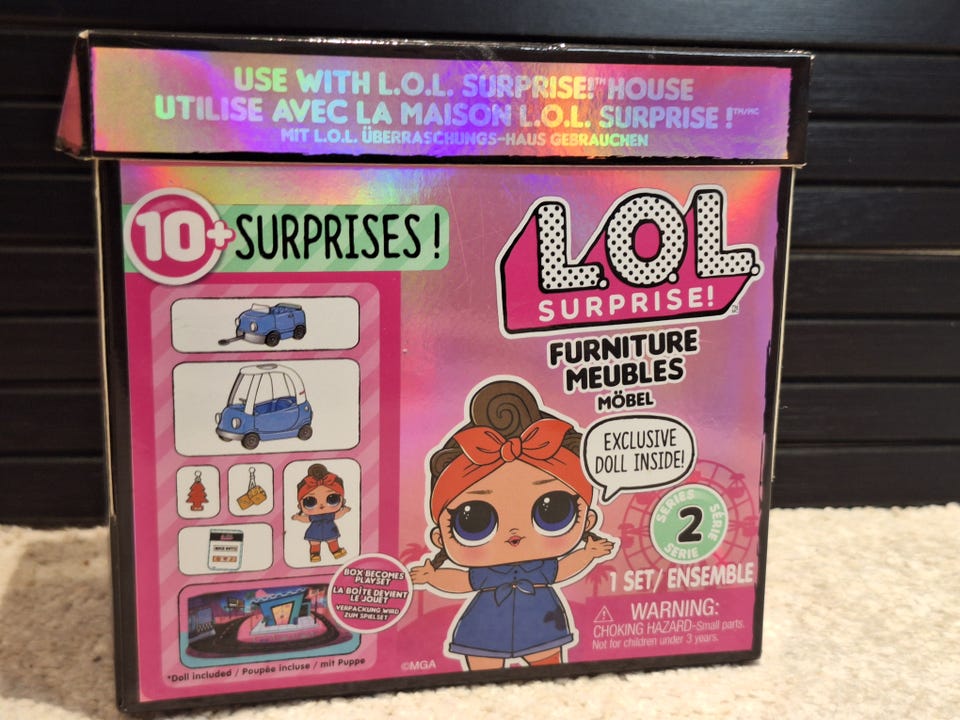 USE WITH L.O.L. SURPRISE!™ HOUSE
UTILISE AVEC LA MAISON L.O.L. SURPRISE !™/MC
MIT L.O.L. ÜBERRASCHUNGS-HAUS GEBRAUCHEN
10+ SURPRISES!
L.O.L.
SURPRISE!
FURNITURE
MEUBLES
MÖBEL
EXCLUSIVE
DOLL INSIDE!
SERIES
SÉRIE
2
SERIE
1 SET/ ENSEMBLE
BOX BECOMES
PLAYSET
LA BOÎTE DEVIENT
LE JOUET
VERPACKUNG WIRD
ZUM SPIELSET
WARNING:
CHOKING HAZARD-Small parts.
Not for children under 3 years.
©MGA
*Doll included / Poupée incluse / mit Puppe